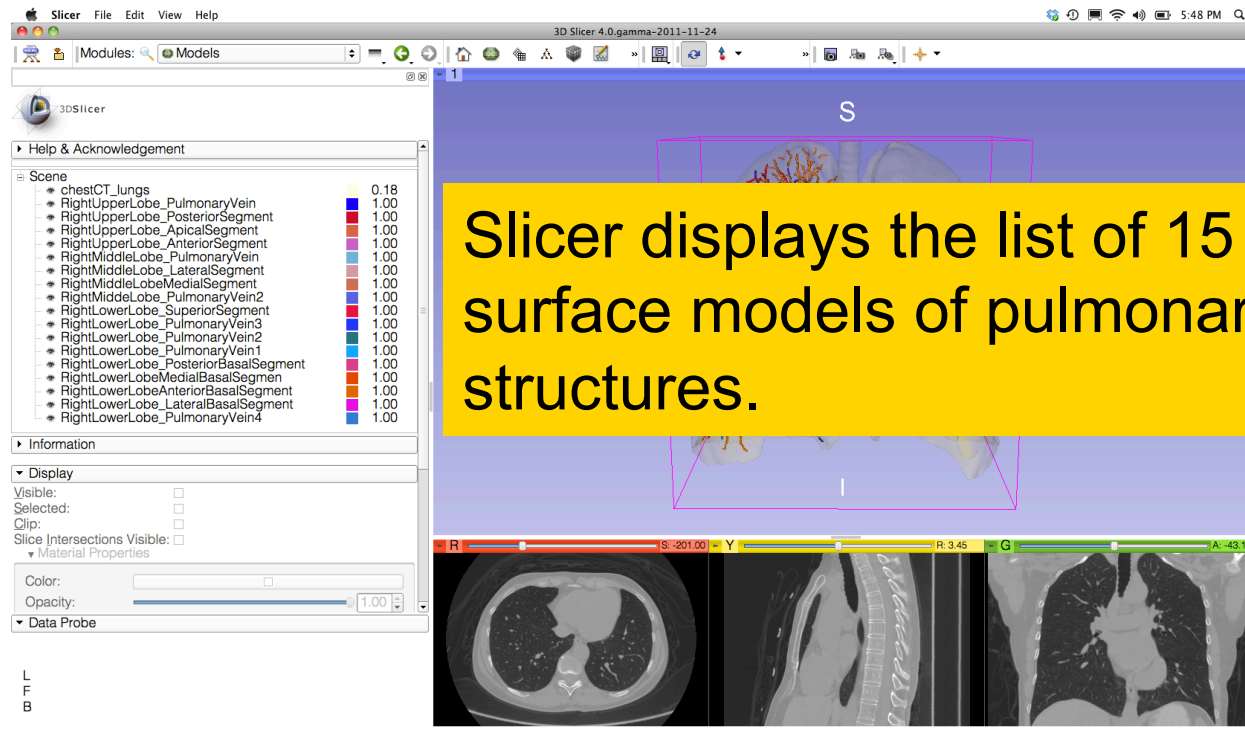 Slicer File Edit View Help
5:48 PM
3D Slicer 4.0.gamma-2011-11-24
Modules: Models
»
»
1
3DSlicer
Help & Acknowledgement
Scene
chestCT_lungs 0.18
RightUpperLobe_PulmonaryVein 1.00
RightUpperLobe_PosteriorSegment 1.00
RightUpperLobe_ApicalSegment 1.00
RightUpperLobe_AnteriorSegment 1.00
RightMiddleLobe_PulmonaryVein 1.00
RightMiddleLobe_LateralSegment 1.00
RightMiddleLobeMedialSegment 1.00
RightMiddeLobe_PulmonaryVein2 1.00
RightLowerLobe_SuperiorSegment 1.00
RightLowerLobe_PulmonaryVein3 1.00
RightLowerLobe_PulmonaryVein2 1.00
RightLowerLobe_PulmonaryVein1 1.00
RightLowerLobe_PosteriorBasalSegment 1.00
RightLowerLobeMedialBasalSegmen 1.00
RightLowerLobeAnteriorBasalSegment 1.00
RightLowerLobe_LateralBasalSegment 1.00
RightLowerLobe_PulmonaryVein4 1.00
Information
Display
Visible:
Selected:
Clip:
Slice Intersections Visible:
Material Properties
Color:
Opacity: 1.00
Data Probe
L
F
B
S
Slicer displays the list of 15
surface models of pulmonar
structures.
I
R S: -201.00
Y R: 3.45
G A: -43.1